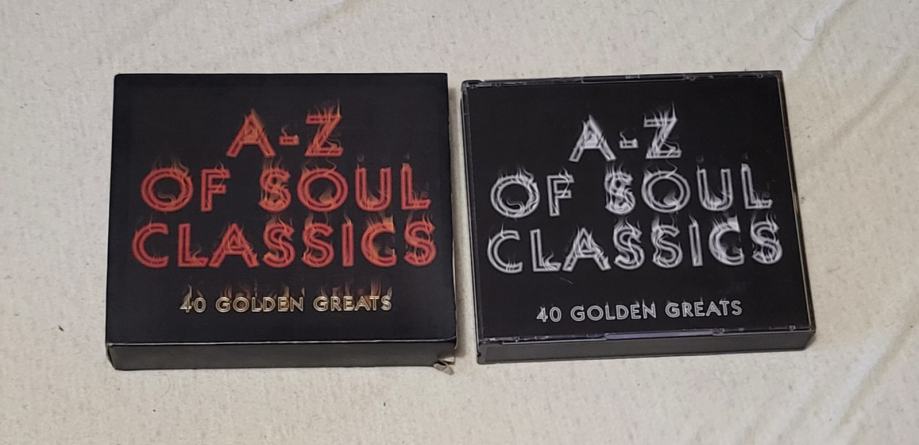 A-Z
OF SOUL
CLASSICS
40 GOLDEN GREATS
A-Z
OF SOUL
CLASSICS
40 GOLDEN GREATS